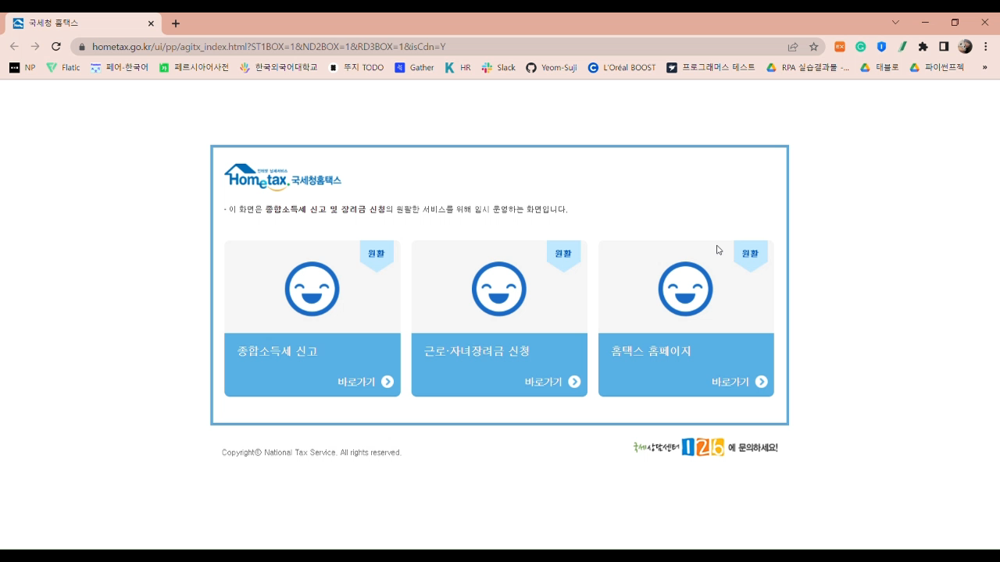 국세청 홈택스
hometax.go.kr/ui/pp/agitx_index.html?ST1BOX=1&ND2BOX=1&RD3BOX=1&isCdn=Y
NP Flatic 페어-한국어 페르시아어사전 한국외국어대학교 뚜지 TODO Gather HR Slack Yeom-Suji L'Oréal BOOST 프로그래머스 테스트 RPA 실습결과물 -... 태블로 파이썬프젝 »
인터넷 납세서비스
Hometax. 국세청홈택스
· 이 화면은 종합소득세 신고 및 장려금 신청의 원활한 서비스를 위해 임시 운영하는 화면입니다.
원활 원활 원활
종합소득세 신고 근로·자녀장려금 신청 홈택스 홈페이지
바로가기 바로가기 바로가기
Copyright© National Tax Service. All rights reserved.
국세상담센터 126 에 문의하세요!